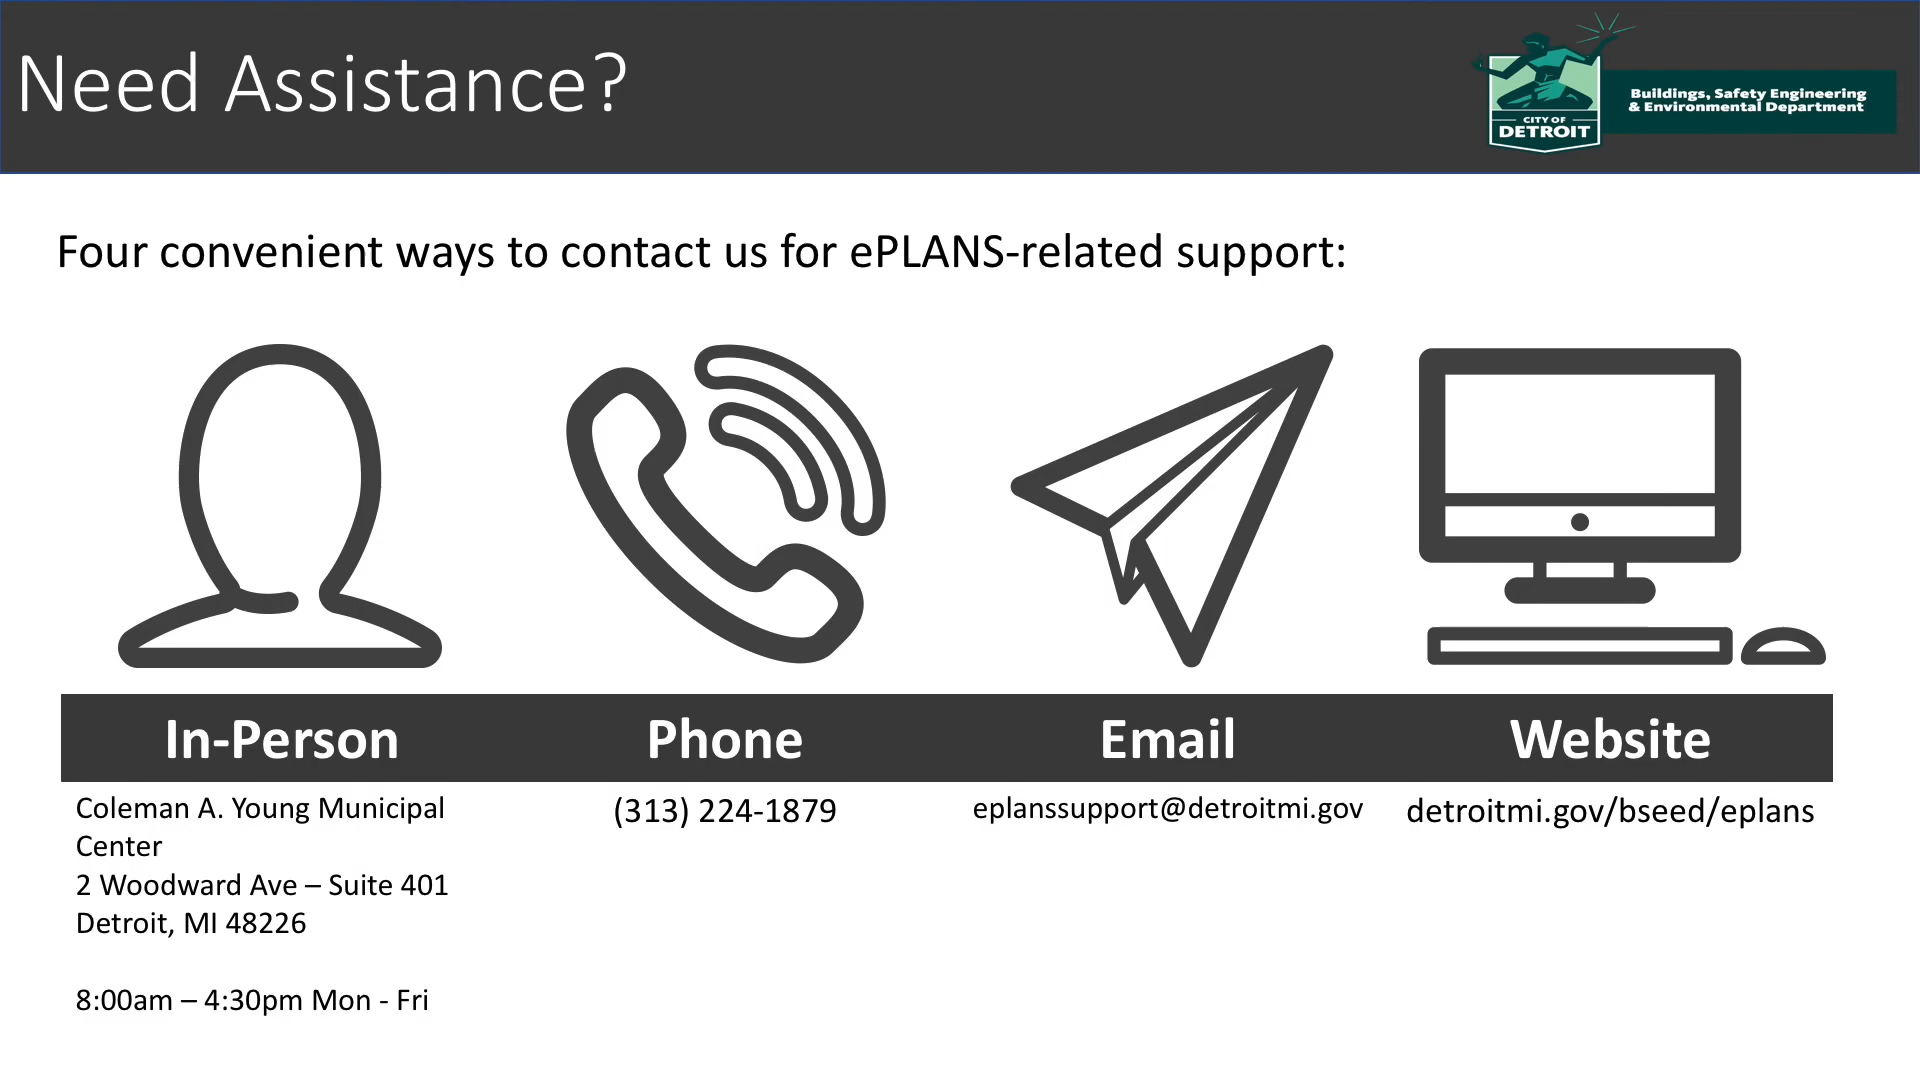 Need Assistance?
Buildings, Safety Engineering
& Environmental Department
CITY OF
DETROIT
Four convenient ways to contact us for ePLANS-related support:
In-Person
Phone
Email
Website
Coleman A. Young Municipal
Center
2 Woodward Ave – Suite 401
Detroit, MI 48226
8:00am – 4:30pm Mon - Fri
(313) 224-1879
eplanssupport@detroitmi.gov
detroitmi.gov/bseed/eplans